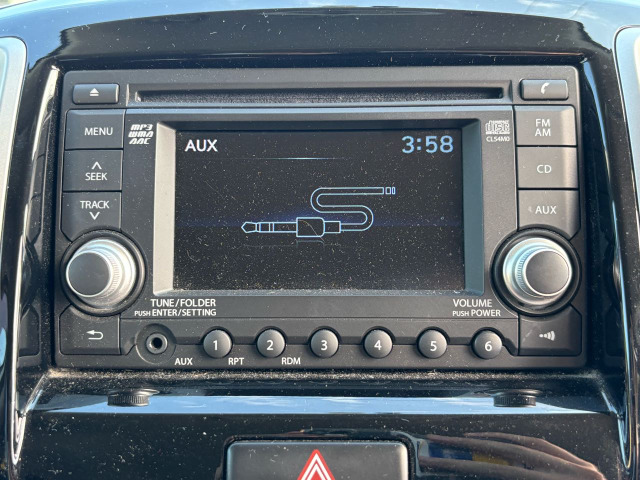 MENU
MP3
WMA
AAC
AUX
3:58
CL54M0
FM
AM
SEEK
CD
TRACK
AUX
TUNE/FOLDER
PUSH ENTER/SETTING
VOLUME
PUSH POWER
1 2 3 4 5 6
AUX RPT RDM